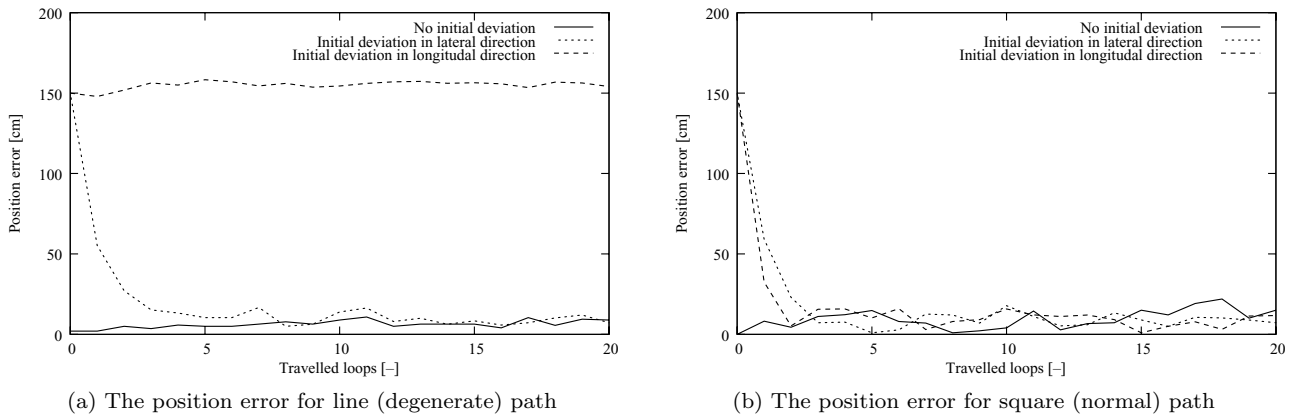 200
150
100
50
0
Position error [cm]
No initial deviation
Initial deviation in lateral direction
Initial deviation in longitudal direction
0 5 10 15 20
Travelled loops [–]
(a) The position error for line (degenerate) path
200
150
100
50
0
Position error [cm]
No initial deviation
Initial deviation in lateral direction
Initial deviation in longitudal direction
0 5 10 15 20
Travelled loops [–]
(b) The position error for square (normal) path